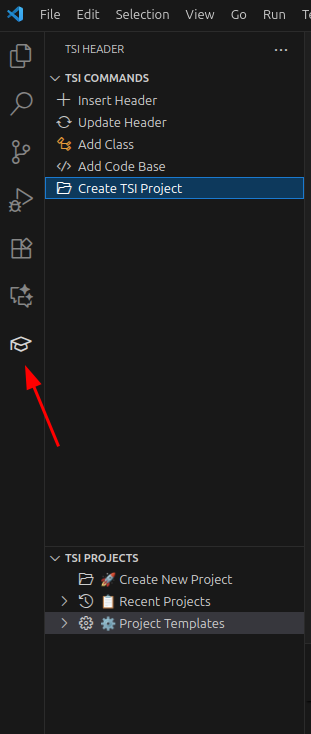 File Edit Selection View Go Run
TSI HEADER
TSI COMMANDS
Insert Header
Update Header
Add Class
Add Code Base
Create TSI Project
TSI PROJECTS
Create New Project
Recent Projects
Project Templates